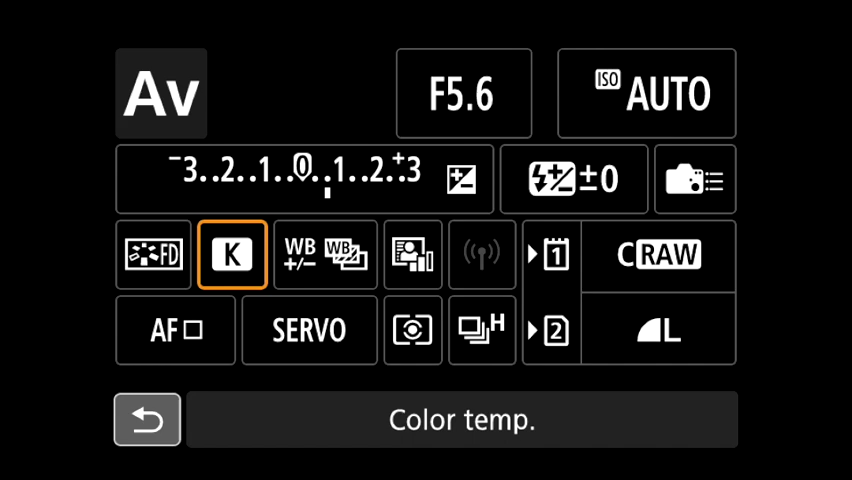 Av F5.6 ISO AUTO
-3..2..1..0..1..2.+3 ±0
FD K WB +/- WB 1 C RAW
AF SERVO H 2 L
Color temp.